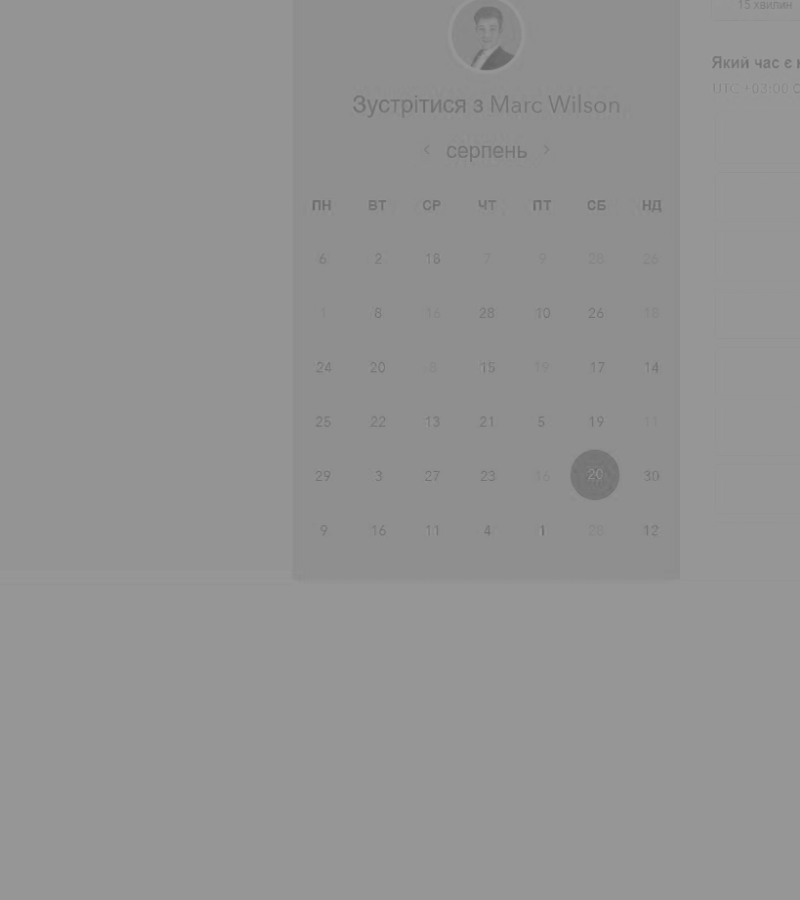 15 хвилин
Зустрітися з Marc Wilson
Який час є
UTC +03:00
серпень
ПН ВТ СР ЧТ ПТ СБ НД
6 2 18 7 9 28 26
1 8 16 28 10 26 18
24 20 8 15 19 17 14
25 22 13 21 5 19 11
29 3 27 23 16 20 30
9 16 11 4 1 28 12